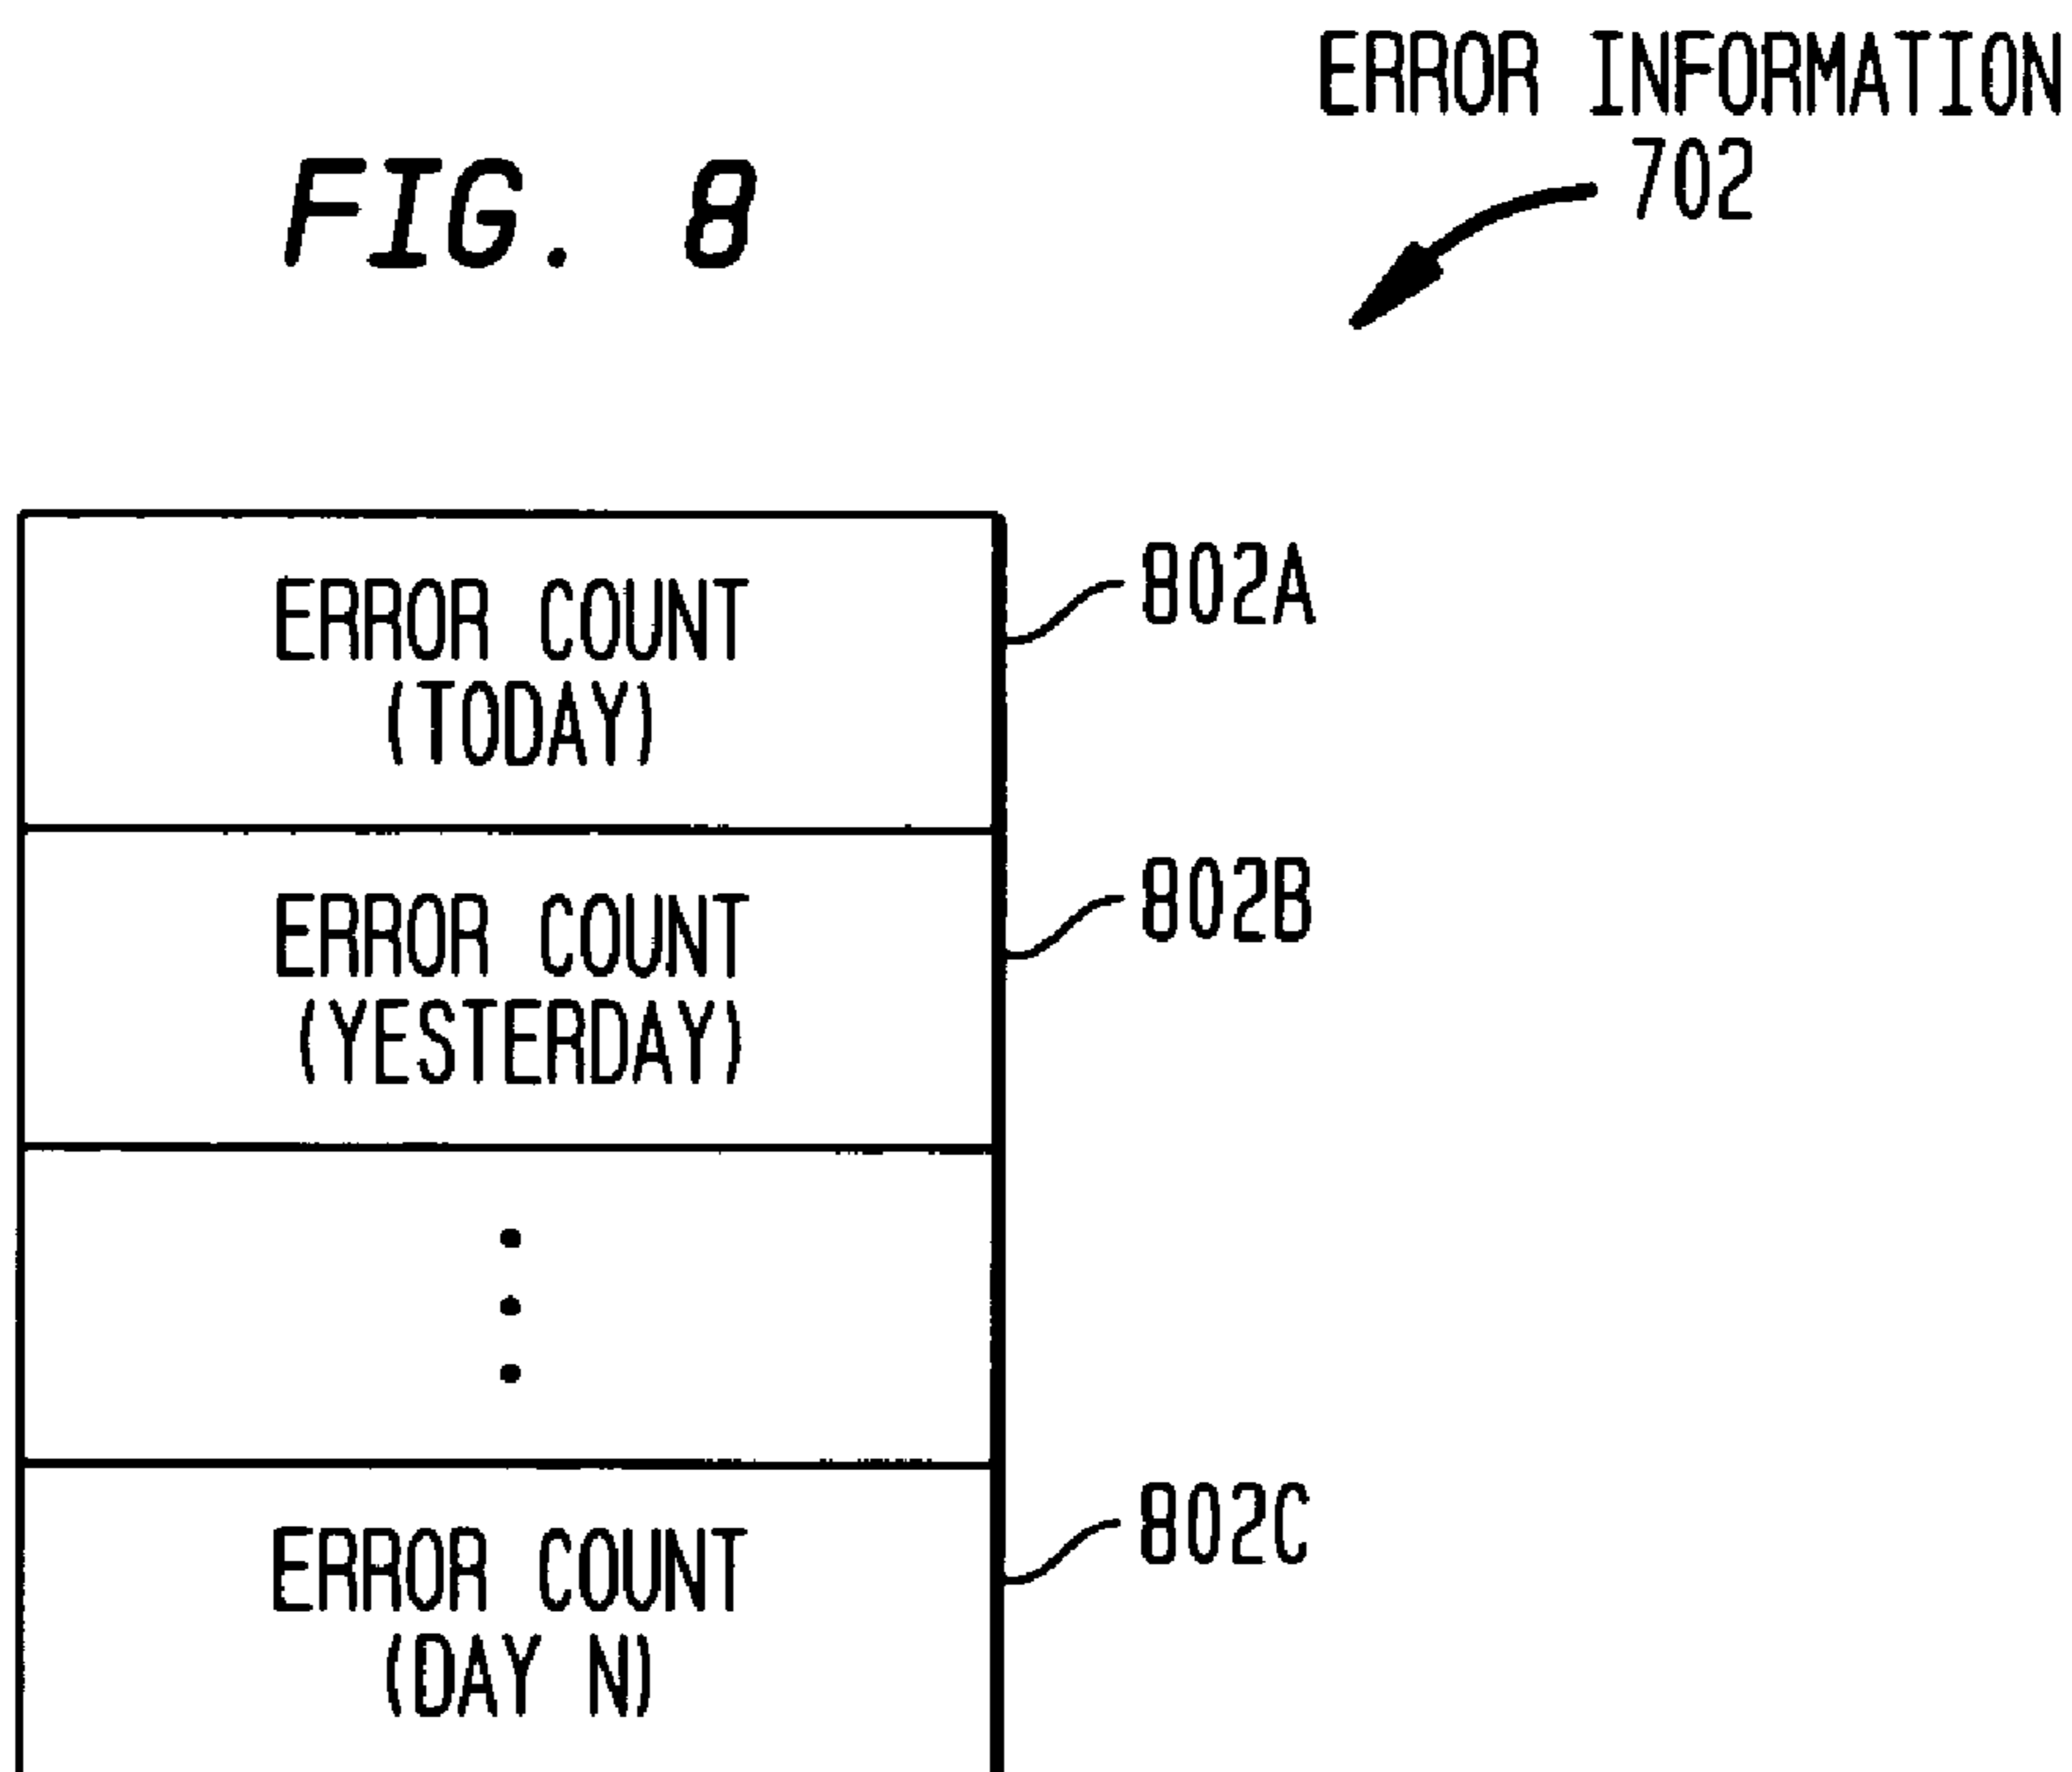 ERROR INFORMATION
702
FIG. 8
ERROR COUNT
(TODAY)
802A
ERROR COUNT
(YESTERDAY)
802B
ERROR COUNT
(DAY N)
802C